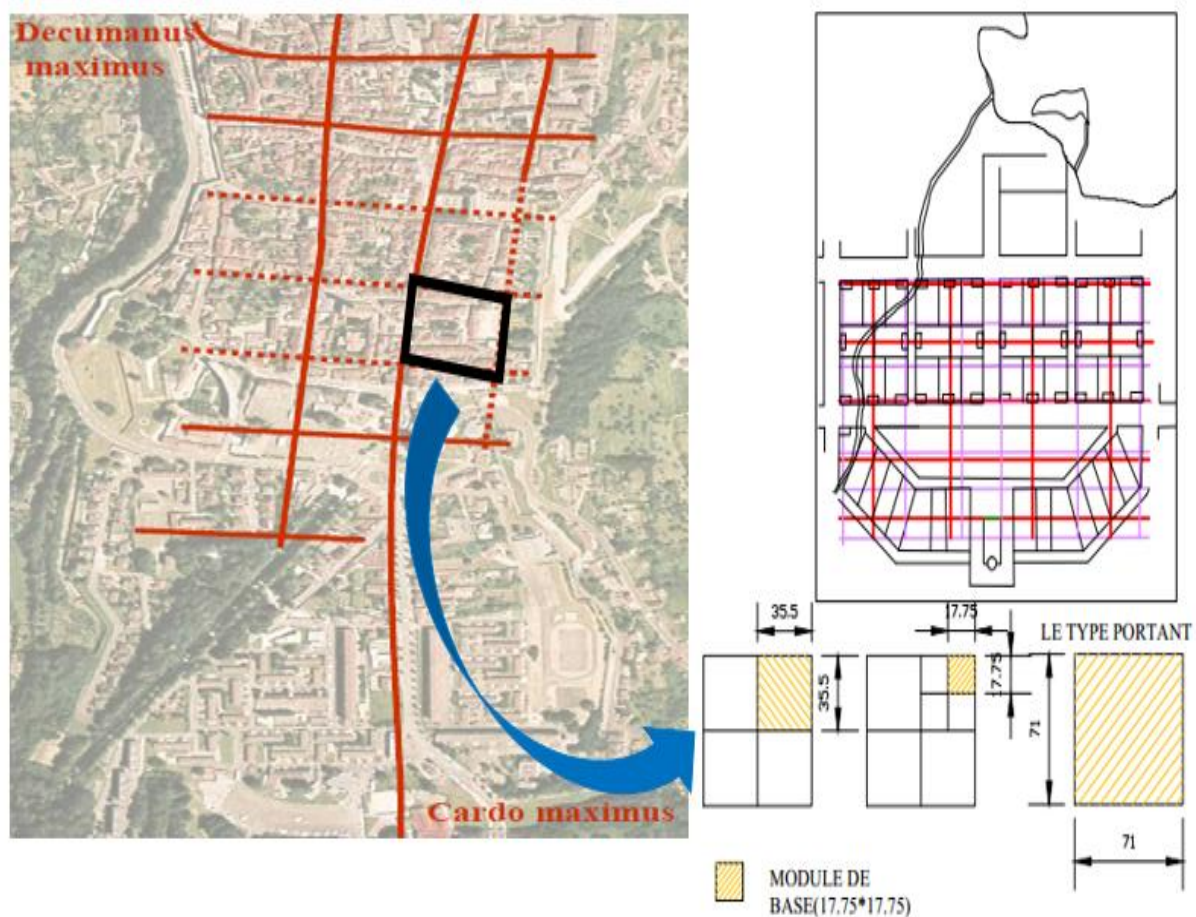 Decumanus
maximus
Cardo maximus
35.5
17.75
LE TYPE PORTANT
35.5
17.75
71
71
MODULE DE
BASE(17.75*17.75)